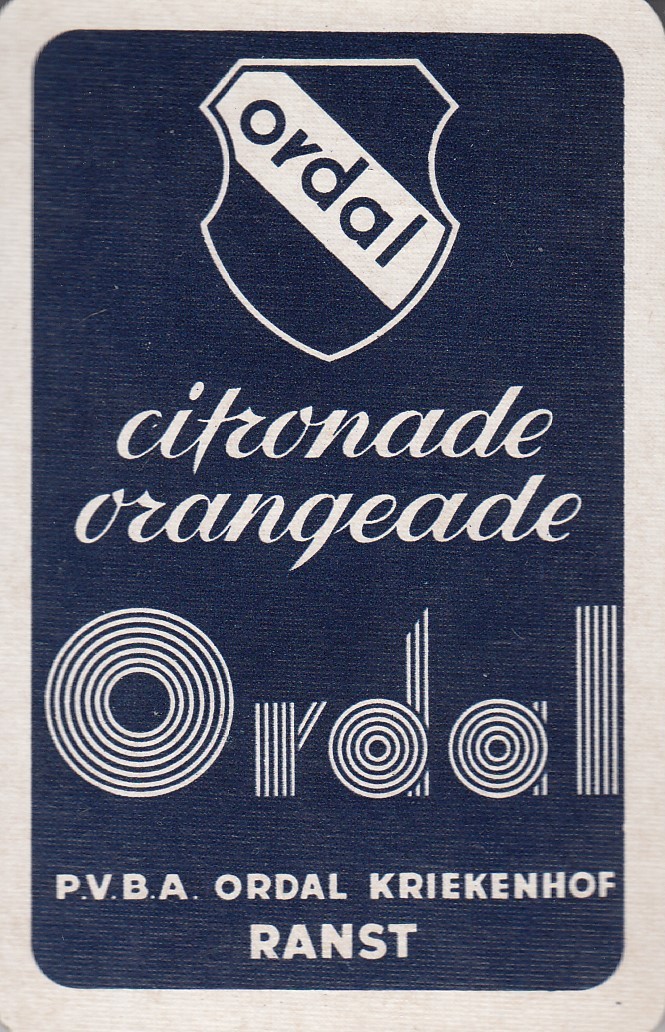 ordal
citronade
orangeade
Ordal
P.V.B.A. ORDAL KRIEKENHOF
RANST